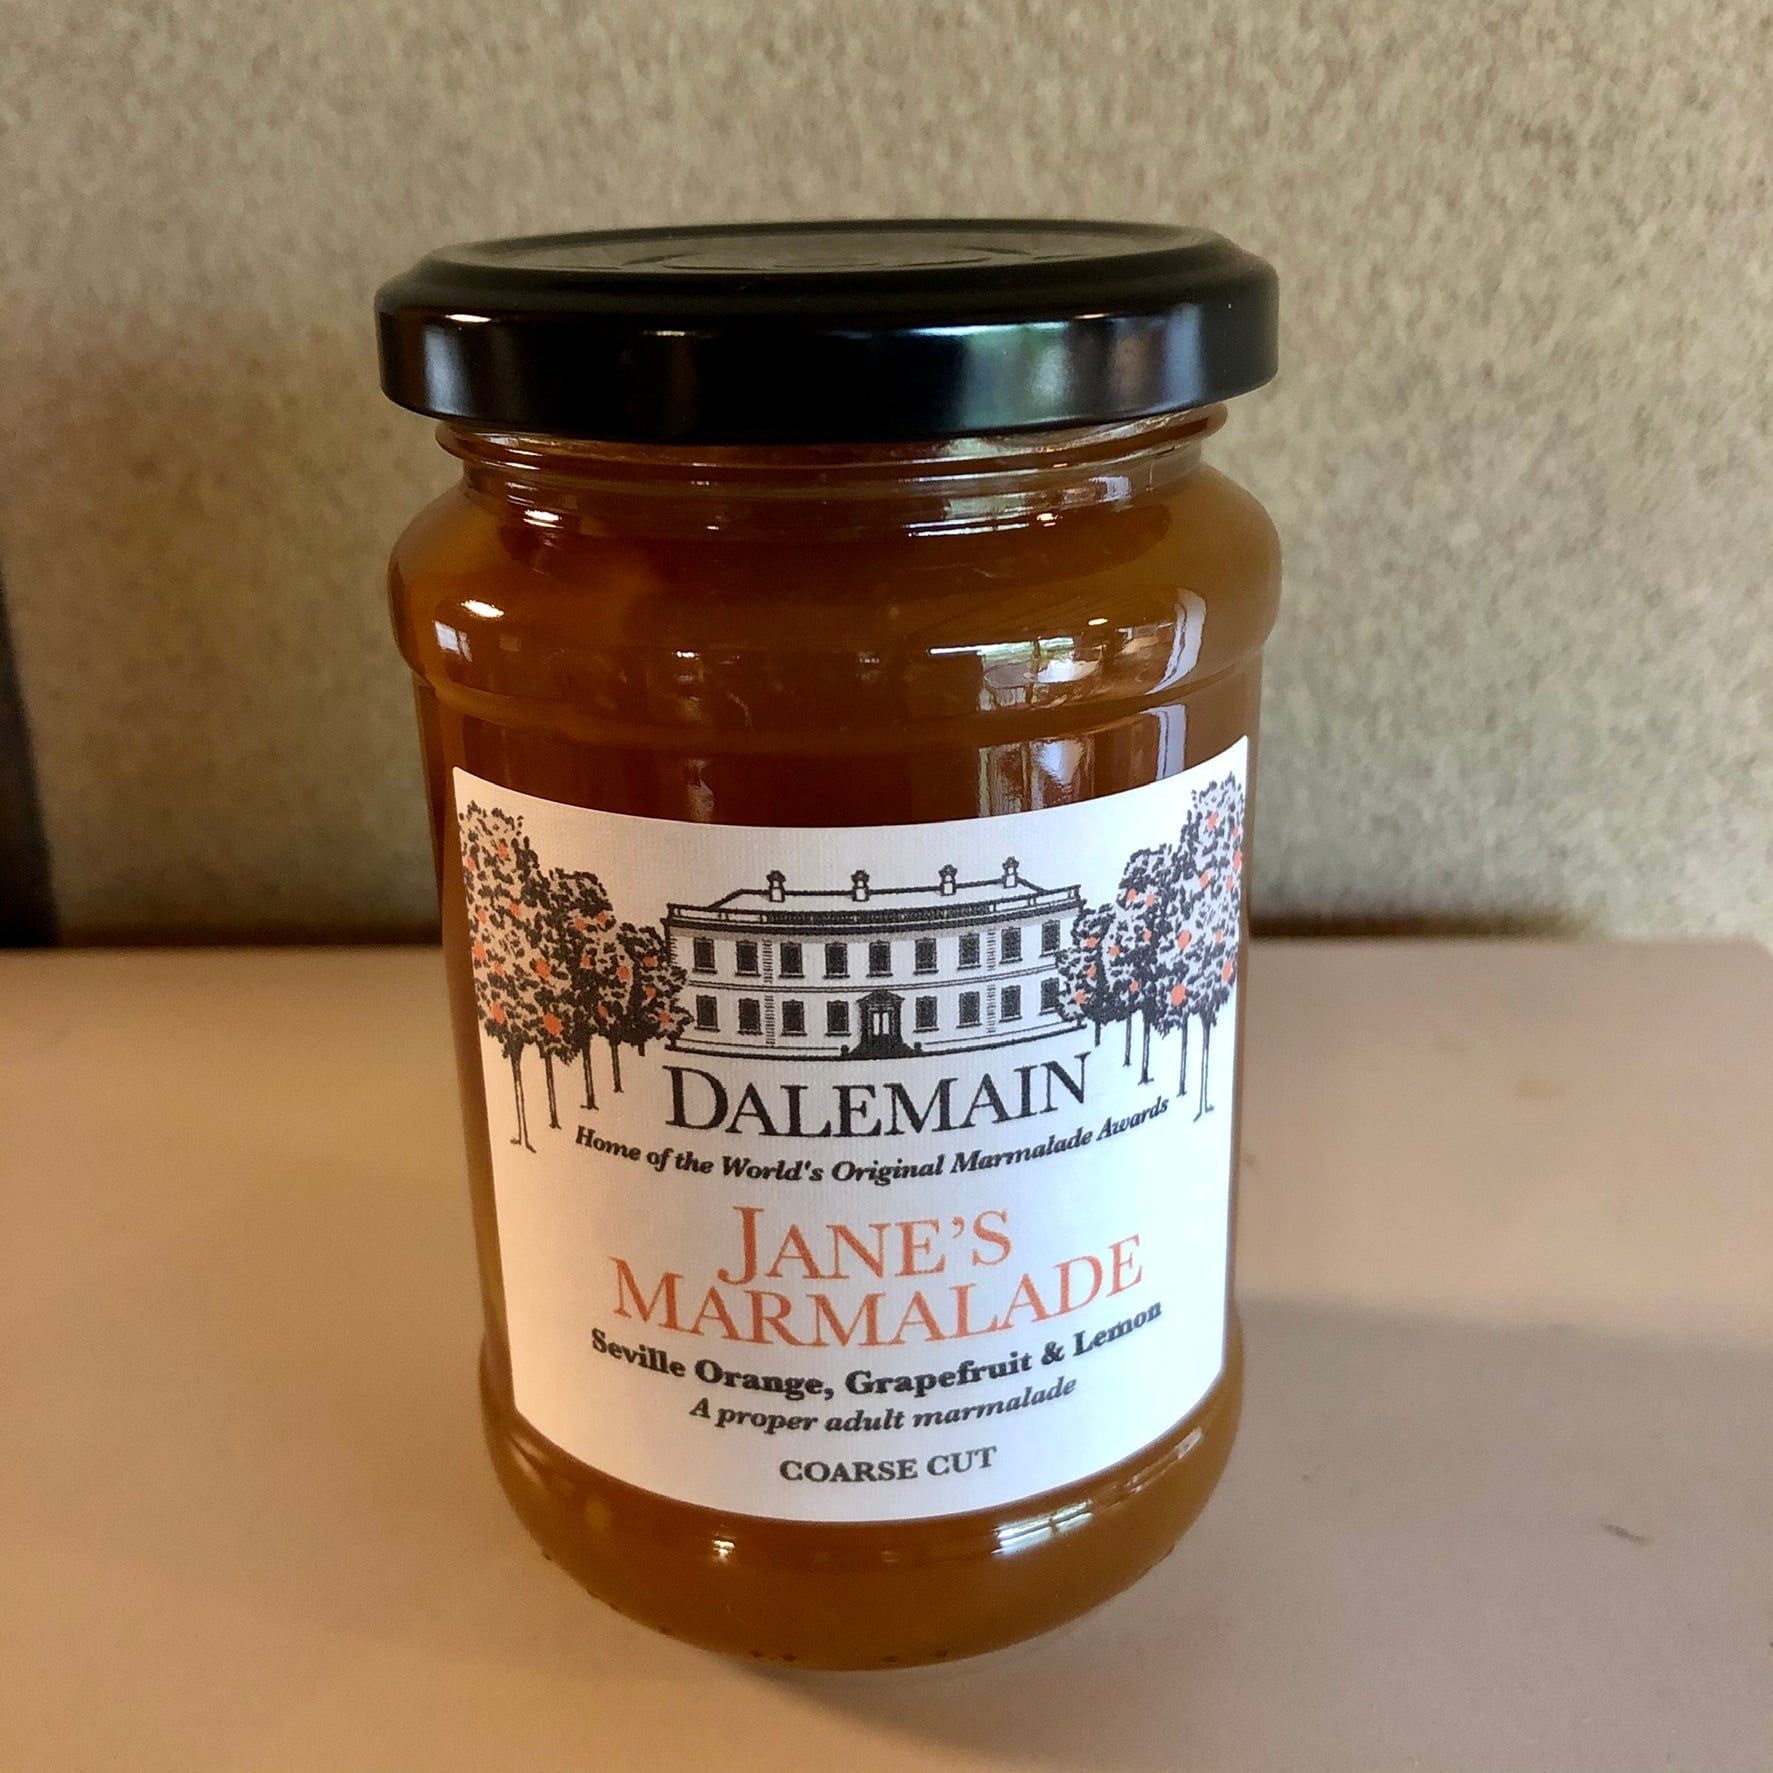 DALEMAIN
Home of the World's Original Marmalade Awards
JANE'S
MARMALADE
Seville Orange, Grapefruit & Lemon
A proper adult marmalade
COARSE CUT